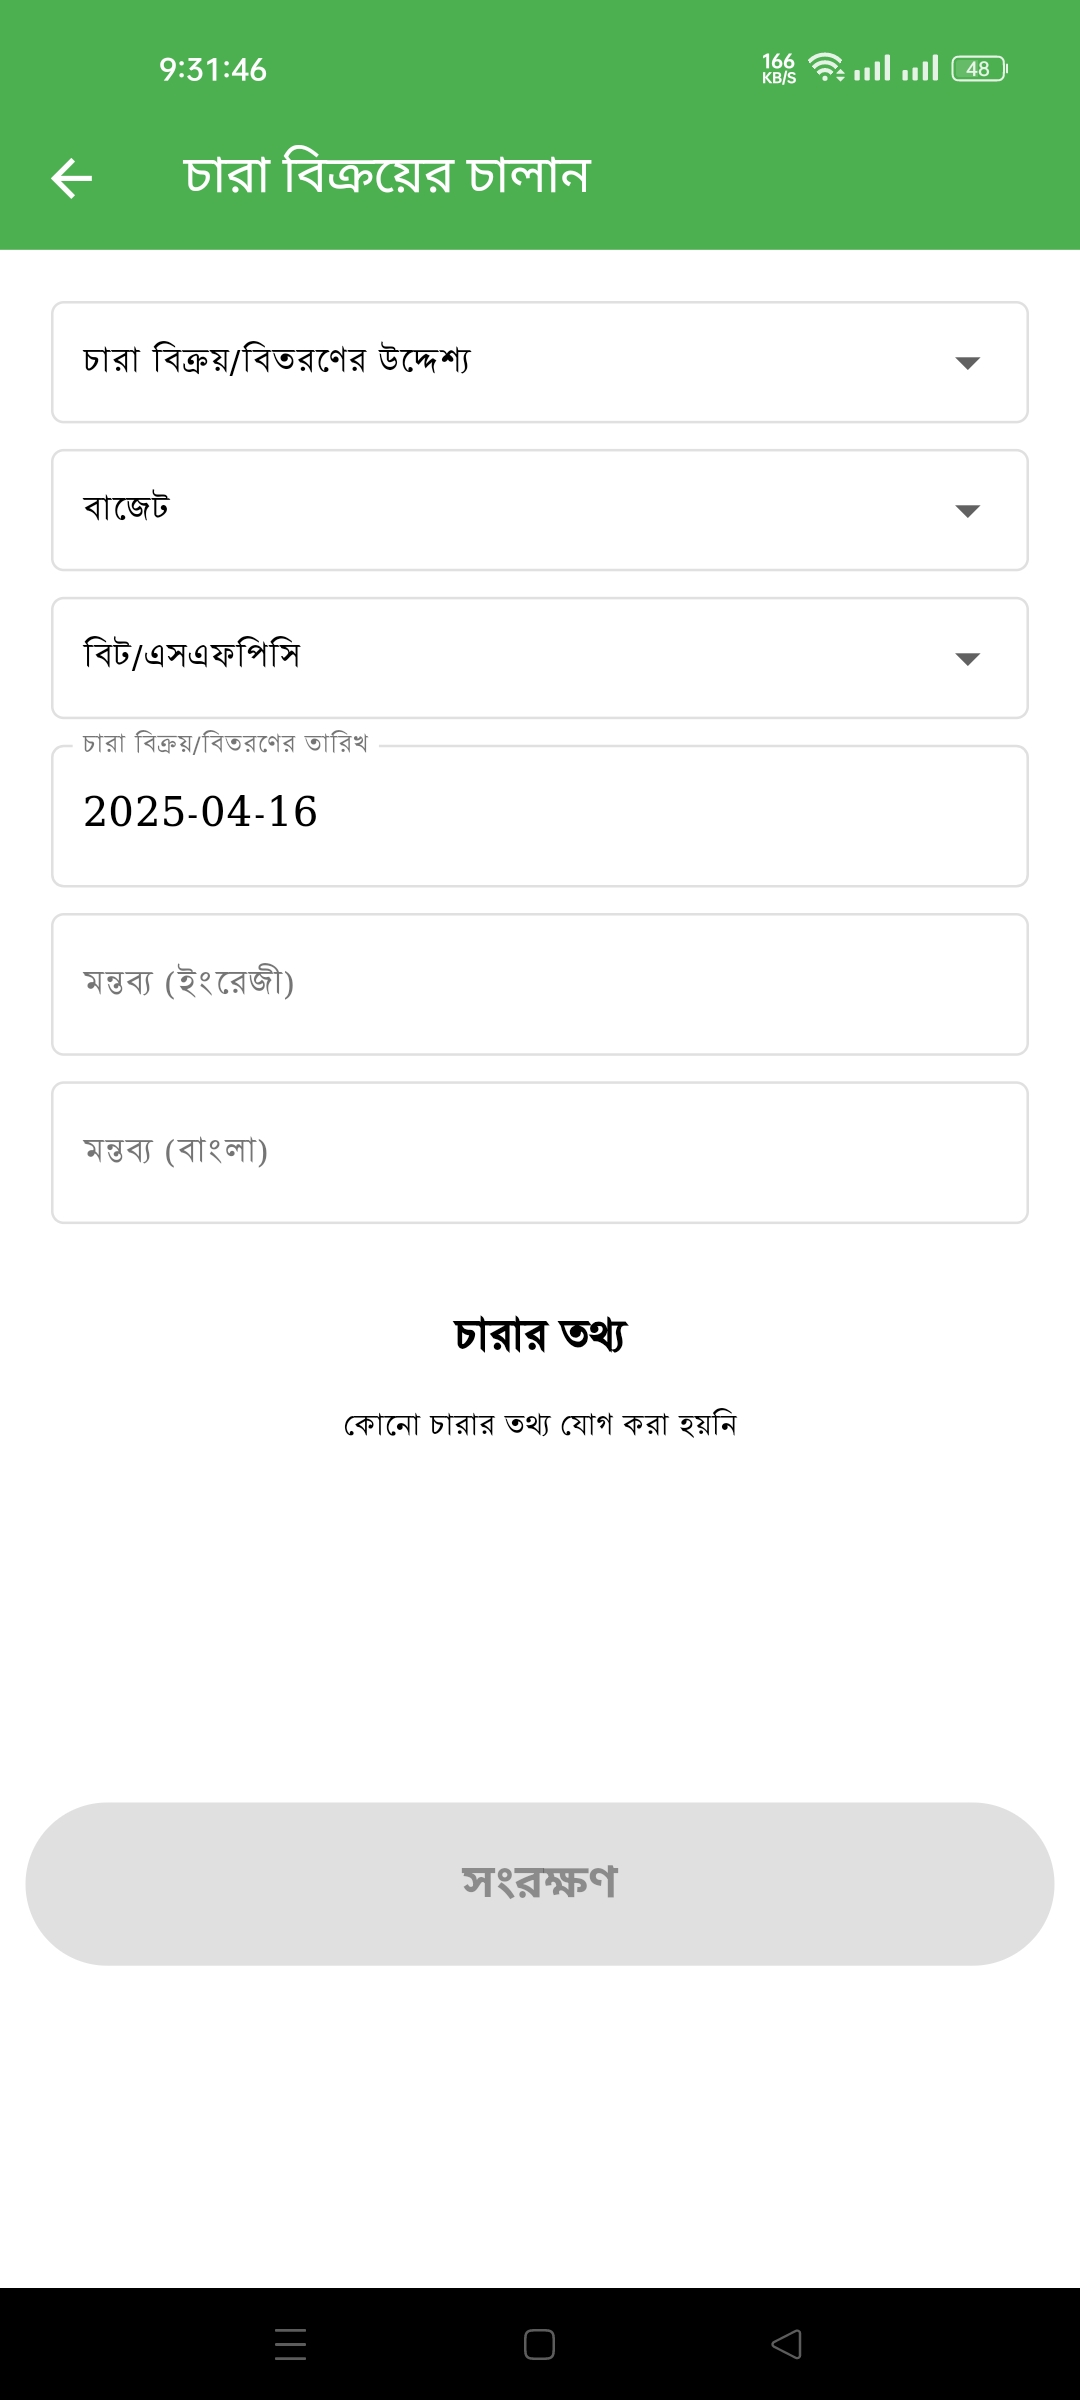 9:31:46
166
KB/S
48
চারা বিক্রয়ের চালান
চারা বিক্রয়/বিতরণের উদ্দেশ্য
বাজেট
বিট/এসএফপিসি
চারা বিক্রয়/বিতরণের তারিখ
2025-04-16
মন্তব্য (ইংরেজী)
মন্তব্য (বাংলা)
চারার তথ্য
কোনো চারার তথ্য যোগ করা হয়নি
সংরক্ষণ